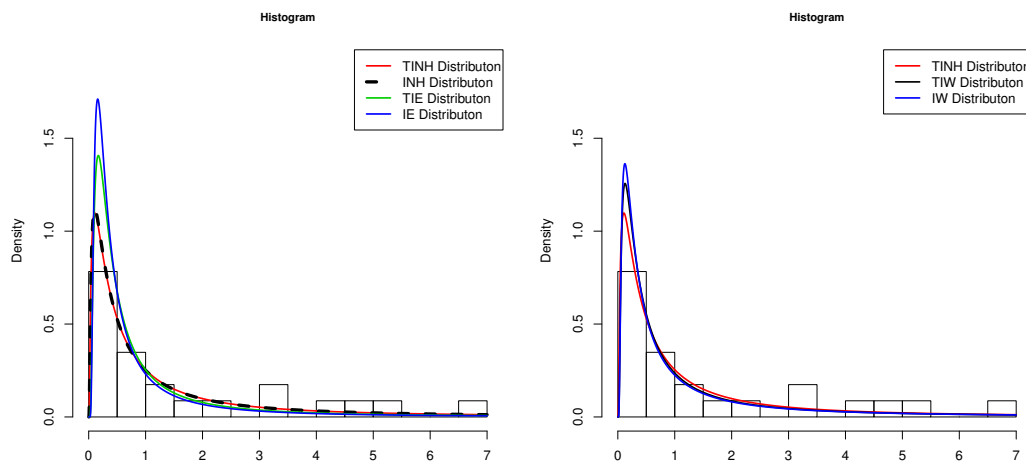 Histogram
TINH Distributon
INH Distributon
TIE Distributon
IE Distributon
Density
0.0 0.5 1.0 1.5
0 1 2 3 4 5 6 7
Histogram
TINH Distributon
TIW Distributon
IW Distributon
Density
0.0 0.5 1.0 1.5
0 1 2 3 4 5 6 7